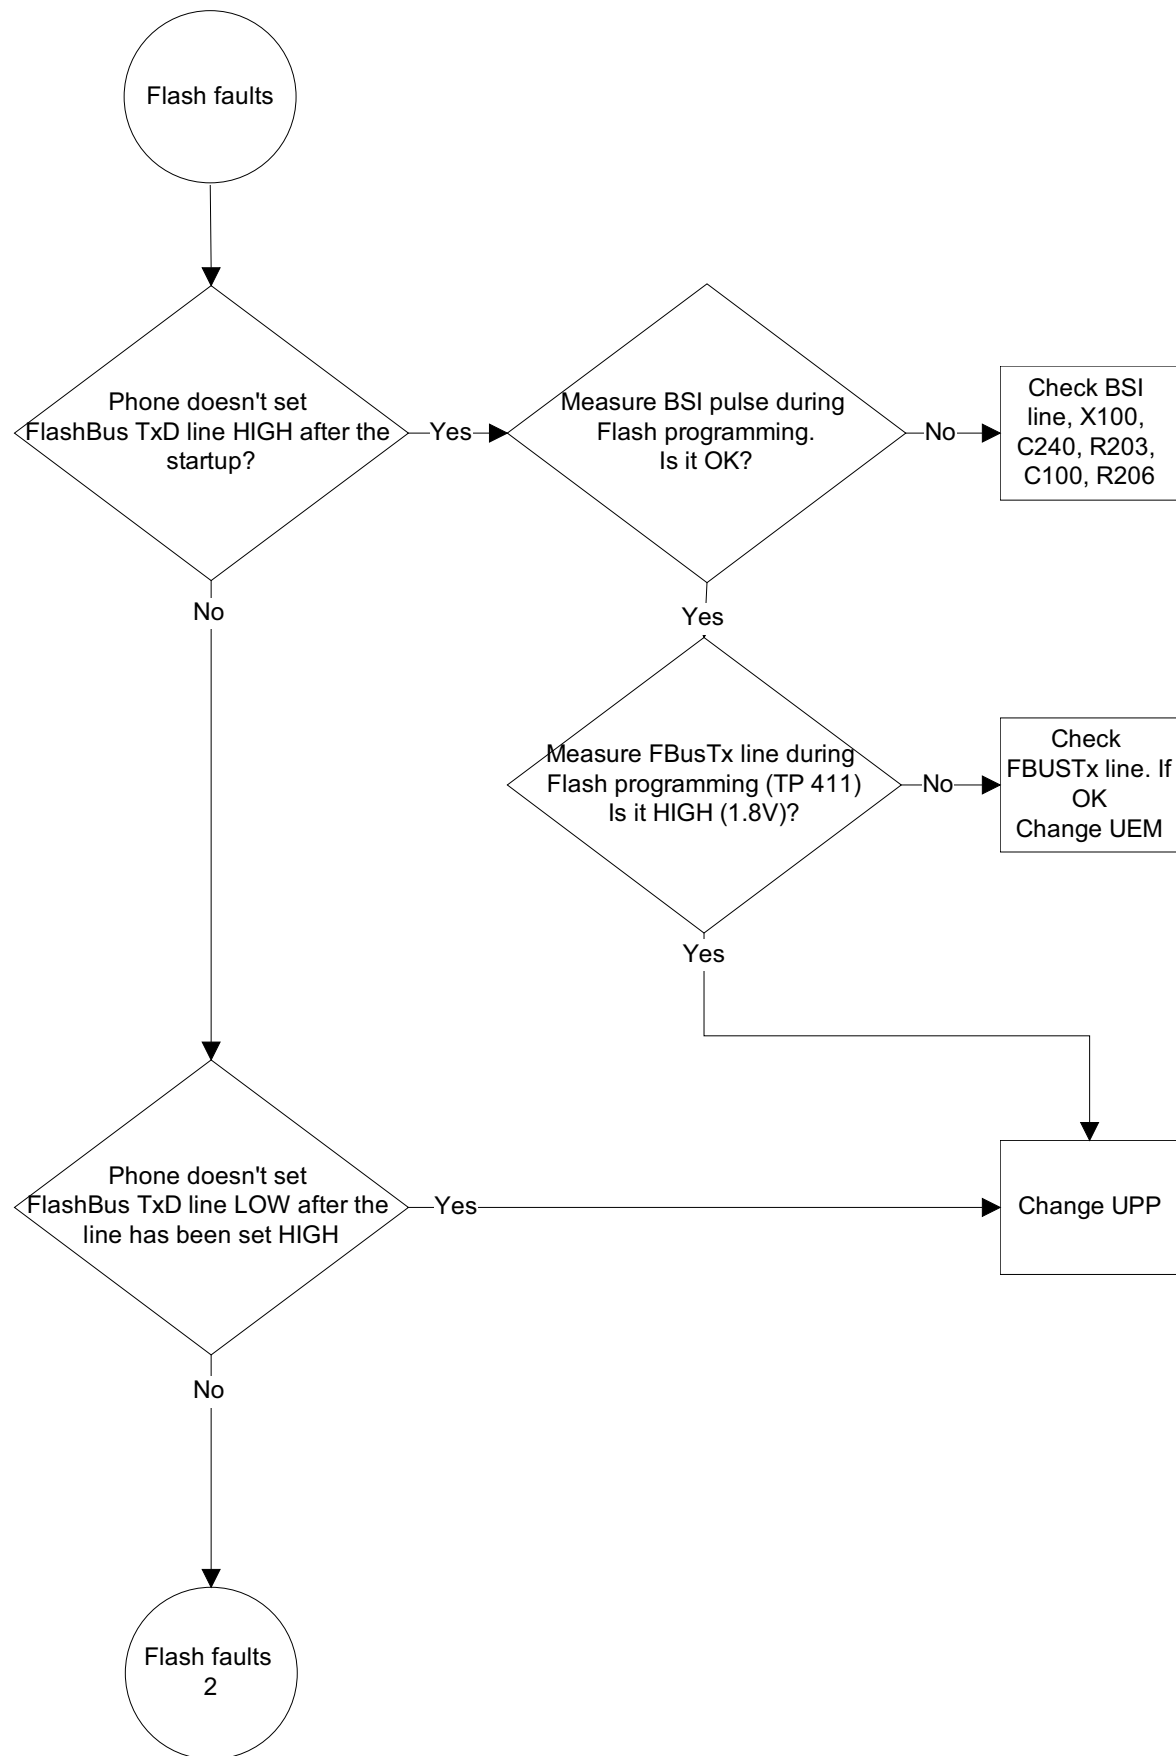 Flash faults
Phone doesn't set
FlashBus TxD line HIGH after the
startup?
Yes
Measure BSI pulse during
Flash programming.
Is it OK?
No
Check BSI
line, X100,
C240, R203,
C100, R206
No
Yes
Measure FBusTx line during
Flash programming (TP 411)
Is it HIGH (1.8V)?
No
Check
FBUSTx line. If
OK
Change UEM
Yes
Phone doesn't set
FlashBus TxD line LOW after the
line has been set HIGH
Yes
Change UPP
No
Flash faults
2